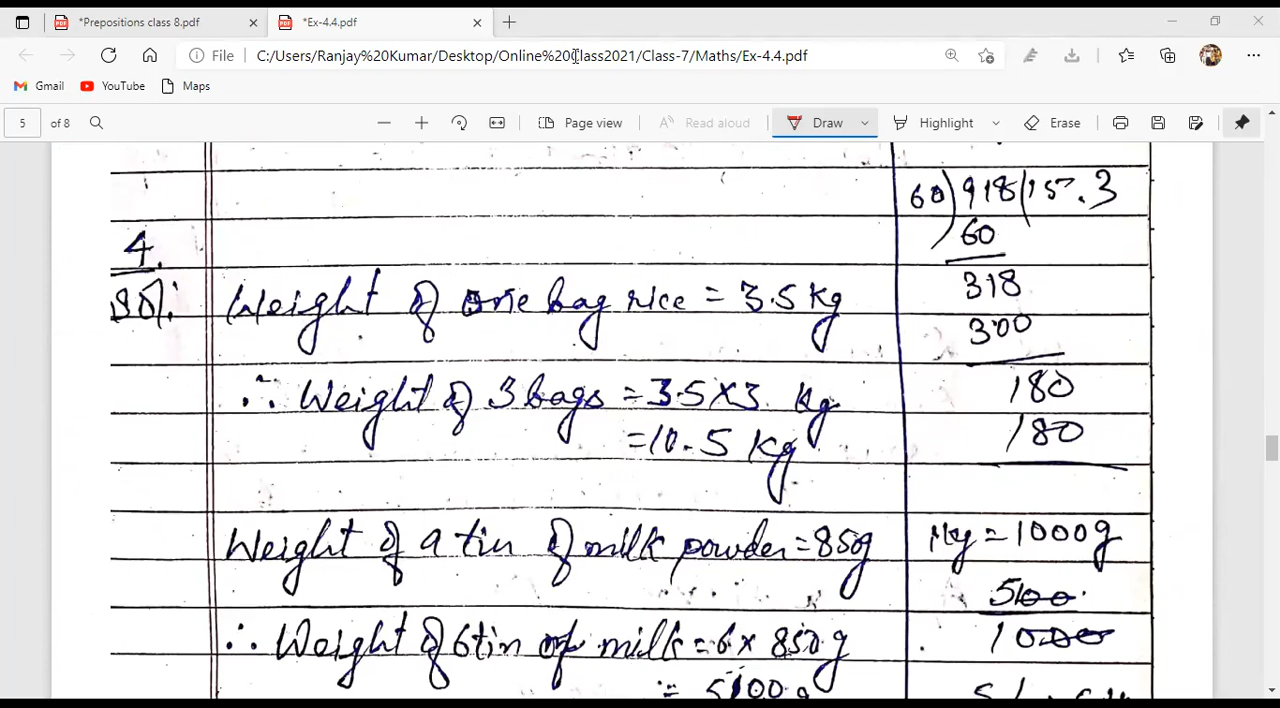 *Prepositions class 8.pdf
*Ex-4.4.pdf
File C:/Users/Ranjay%20Kumar/Desktop/Online%20Class2021/Class-7/Maths/Ex-4.4.pdf
Gmail YouTube Maps
5 of 8 Page view Read aloud Draw Highlight Erase
60)918(15.3
60
318
300
180
180
4.
Weight of one bag rice = 3.5 kg
∴ Weight of 3 bags = 3.5 × 3 kg
= 10.5 kg
Weight of a tin of milk powder = 850g
1kg = 1000g
5100
1000
∴ Weight of 6 tin of milk = 6 × 850 g
= 5100 g